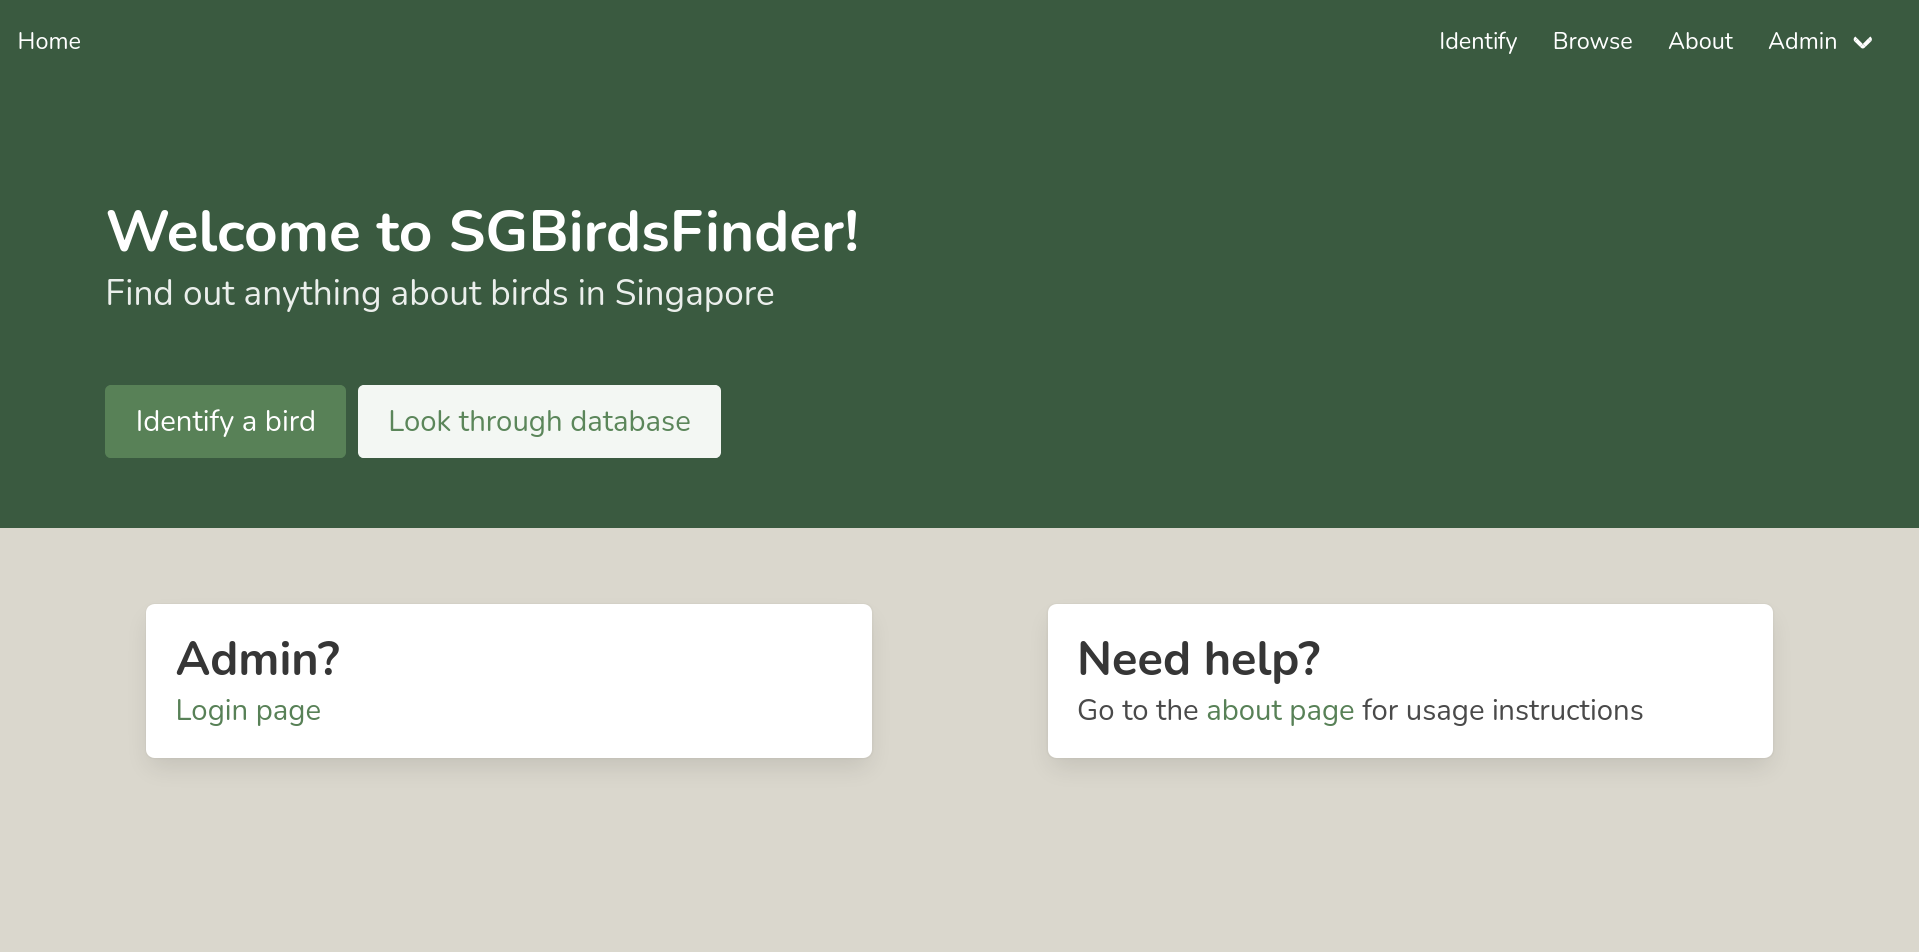 Home
Identify
Browse
About
Admin
Welcome to SGBirdsFinder!
Find out anything about birds in Singapore
Identify a bird
Look through database
Admin?
Login page
Need help?
Go to the about page for usage instructions